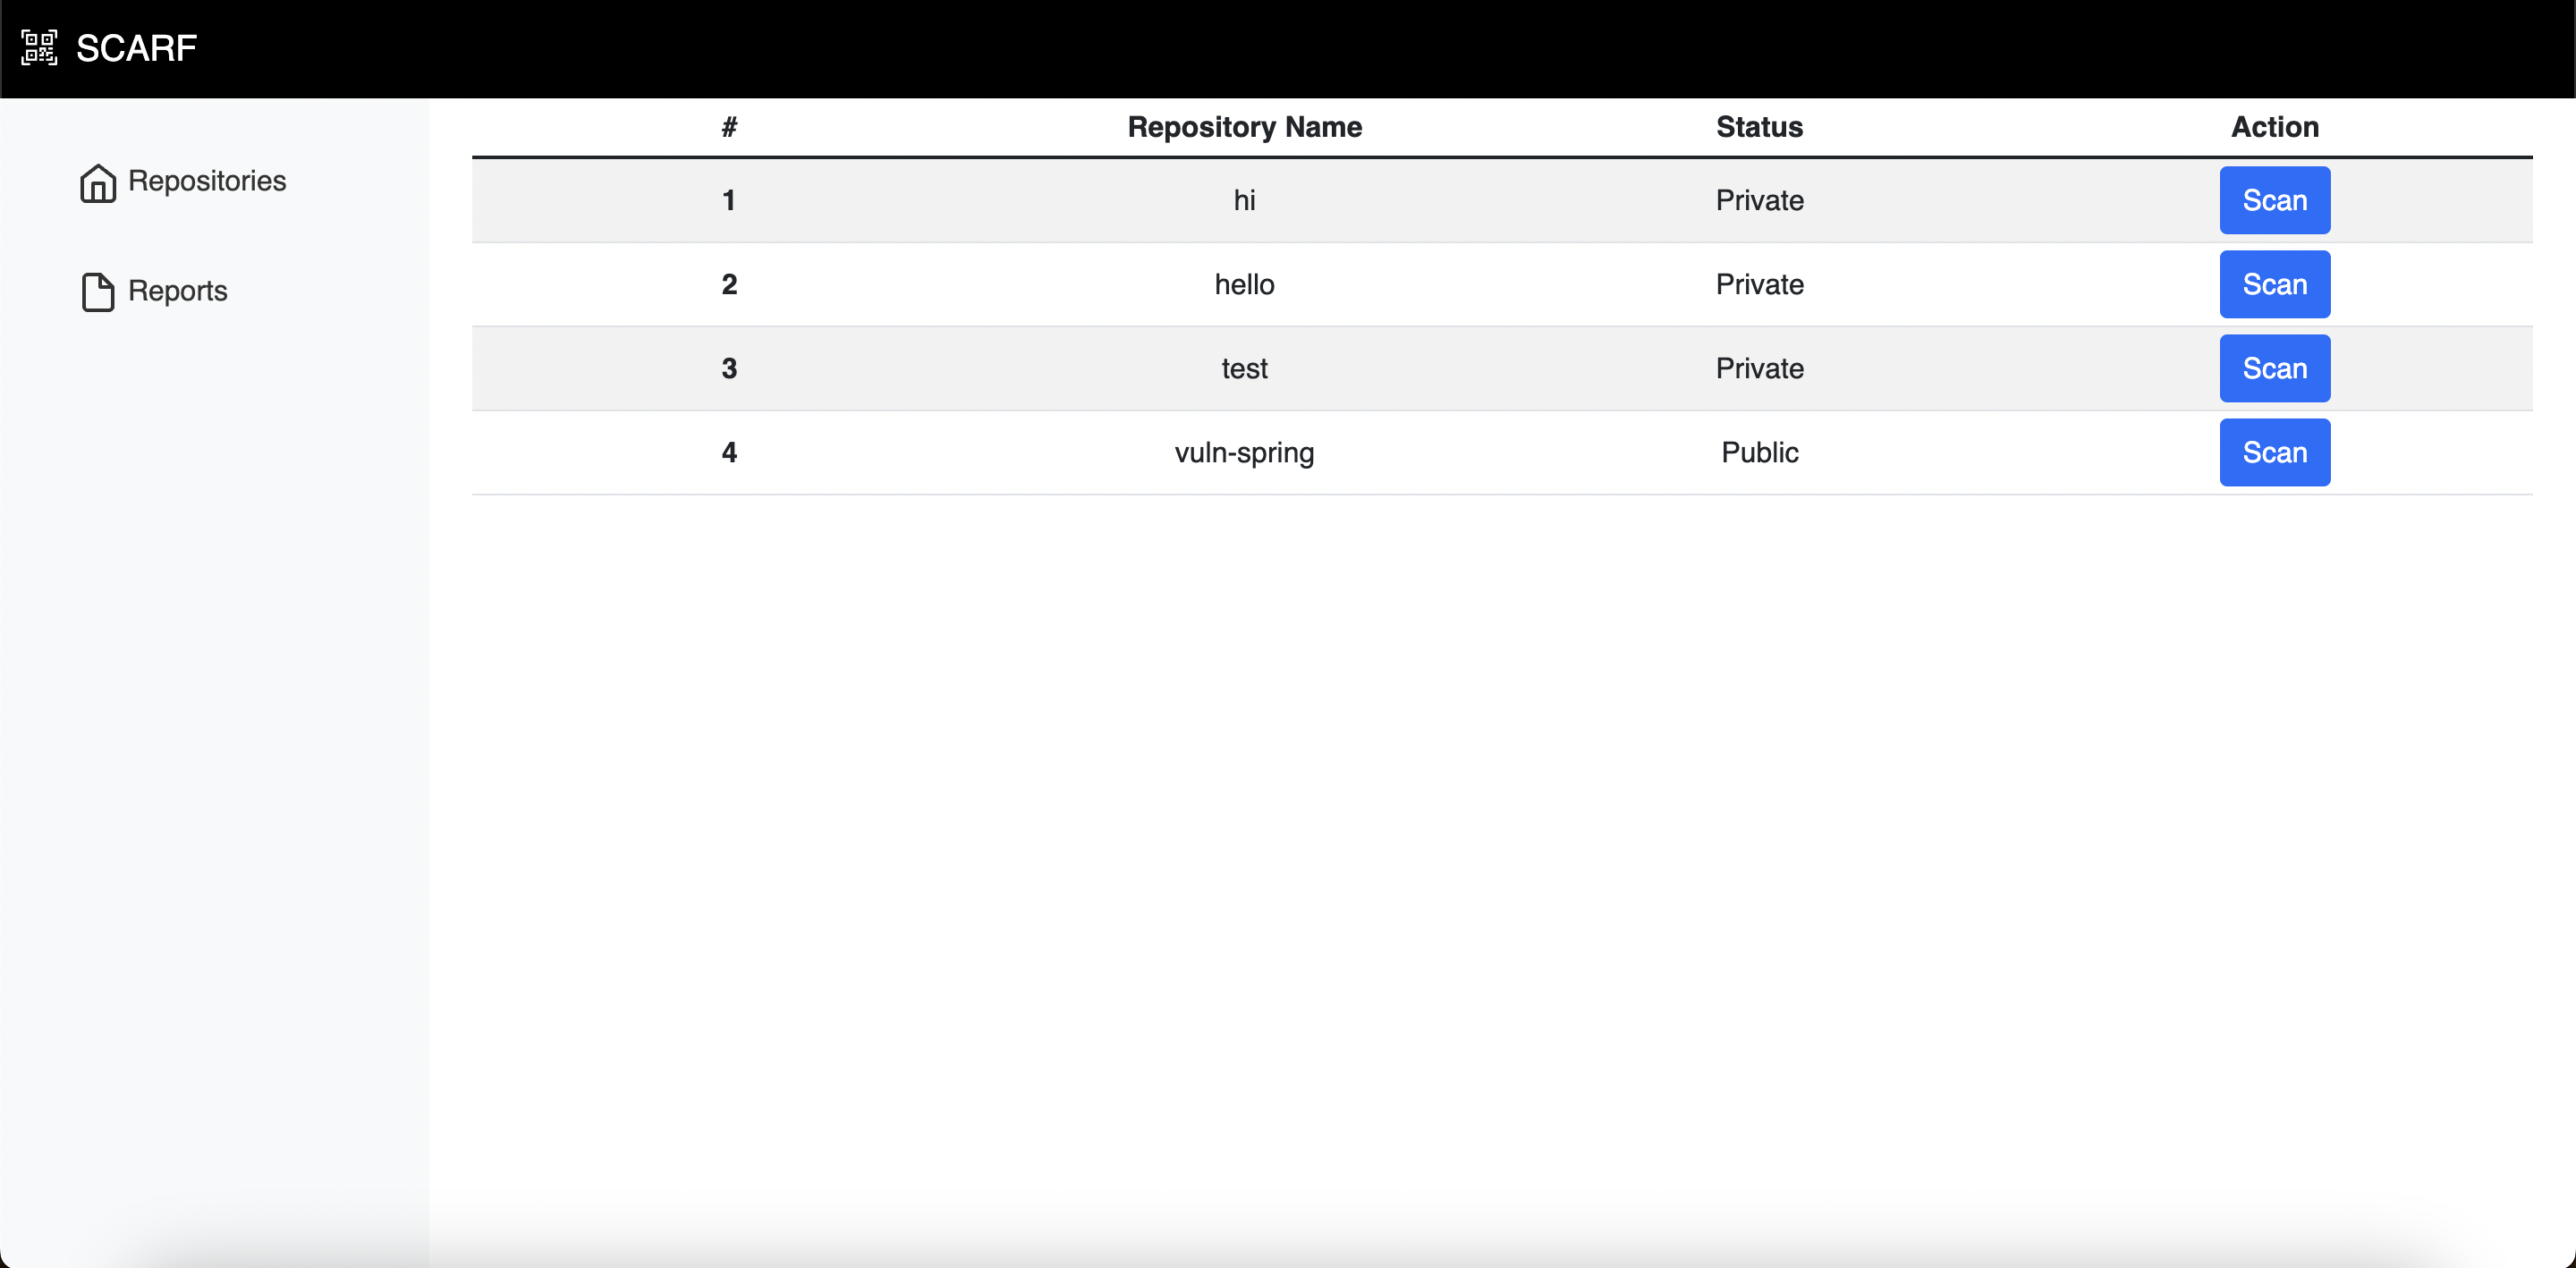 SCARF
Repositories
Reports
# Repository Name Status Action
1 hi Private Scan
2 hello Private Scan
3 test Private Scan
4 vuln-spring Public Scan